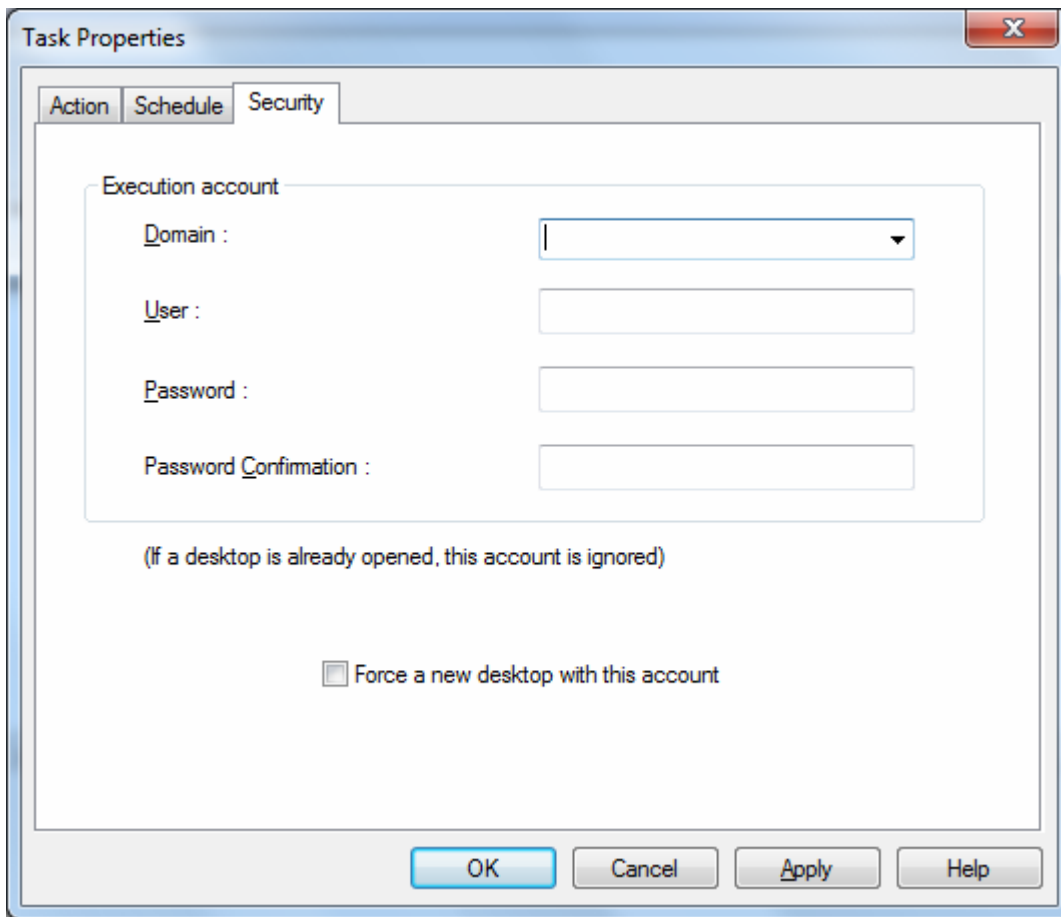 Task Properties
Action Schedule Security
Execution account
Domain :
User :
Password :
Password Confirmation :
(If a desktop is already opened, this account is ignored)
Force a new desktop with this account
OK Cancel Apply Help